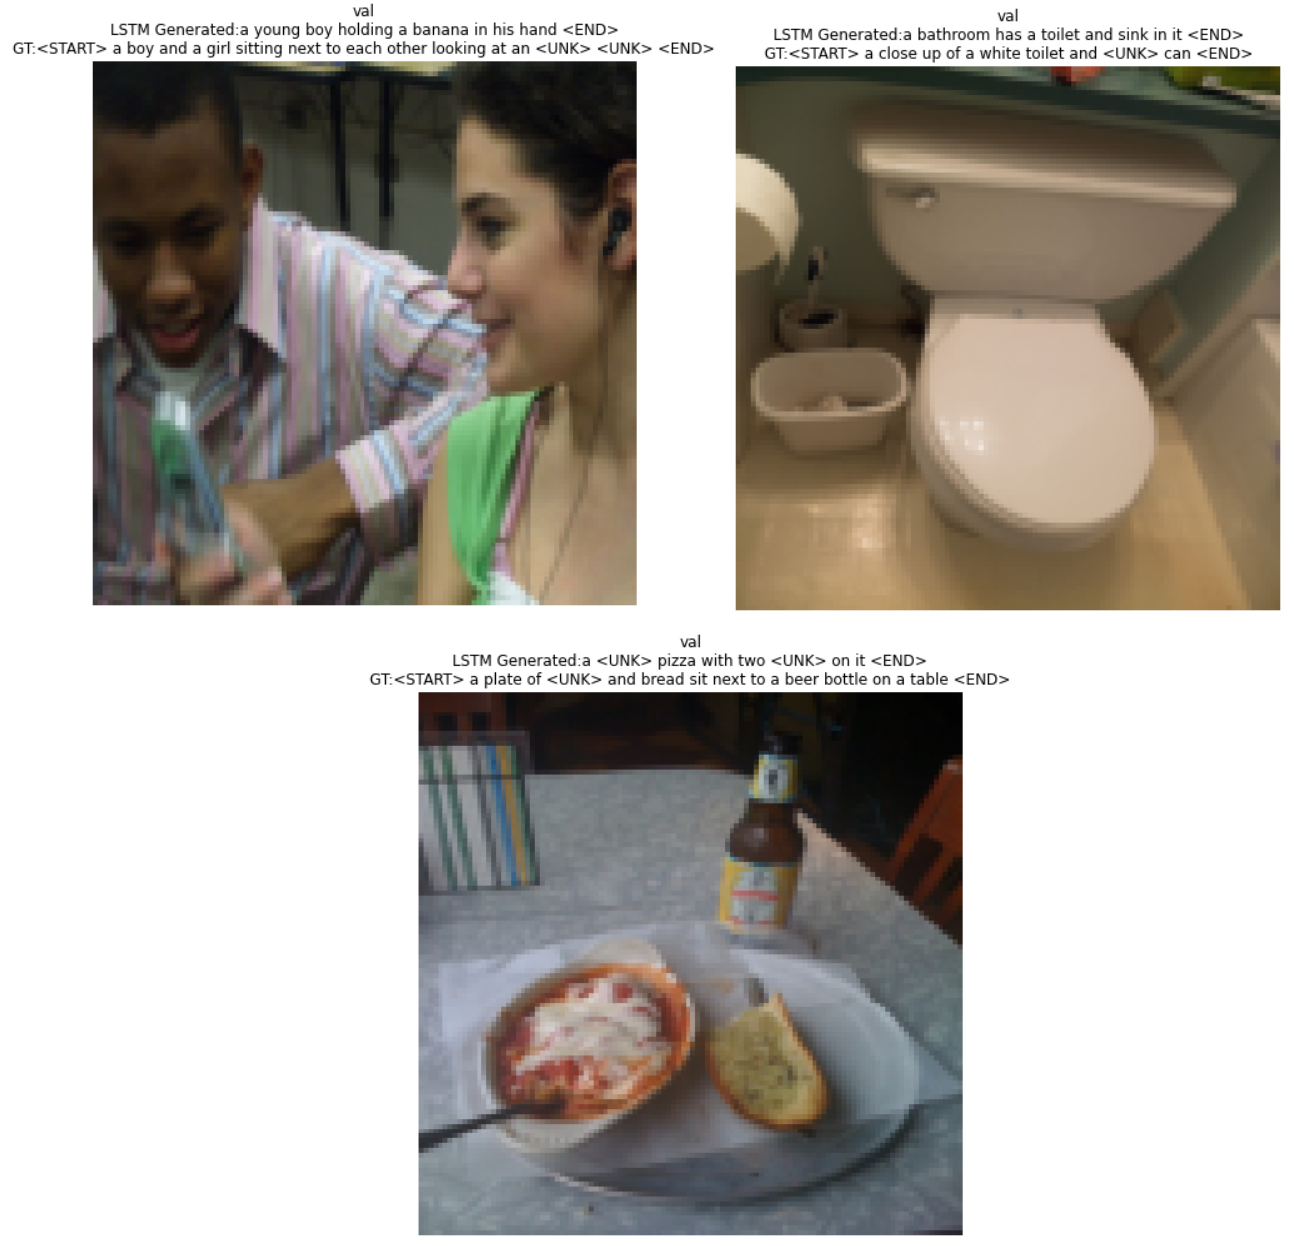 val
LSTM Generated:a young boy holding a banana in his hand <END>
GT:<START> a boy and a girl sitting next to each other looking at an <UNK> <UNK> <END>
val
LSTM Generated:a bathroom has a toilet and sink in it <END>
GT:<START> a close up of a white toilet and <UNK> can <END>
val
LSTM Generated:a <UNK> pizza with two <UNK> on it <END>
GT:<START> a plate of <UNK> and bread sit next to a beer bottle on a table <END>